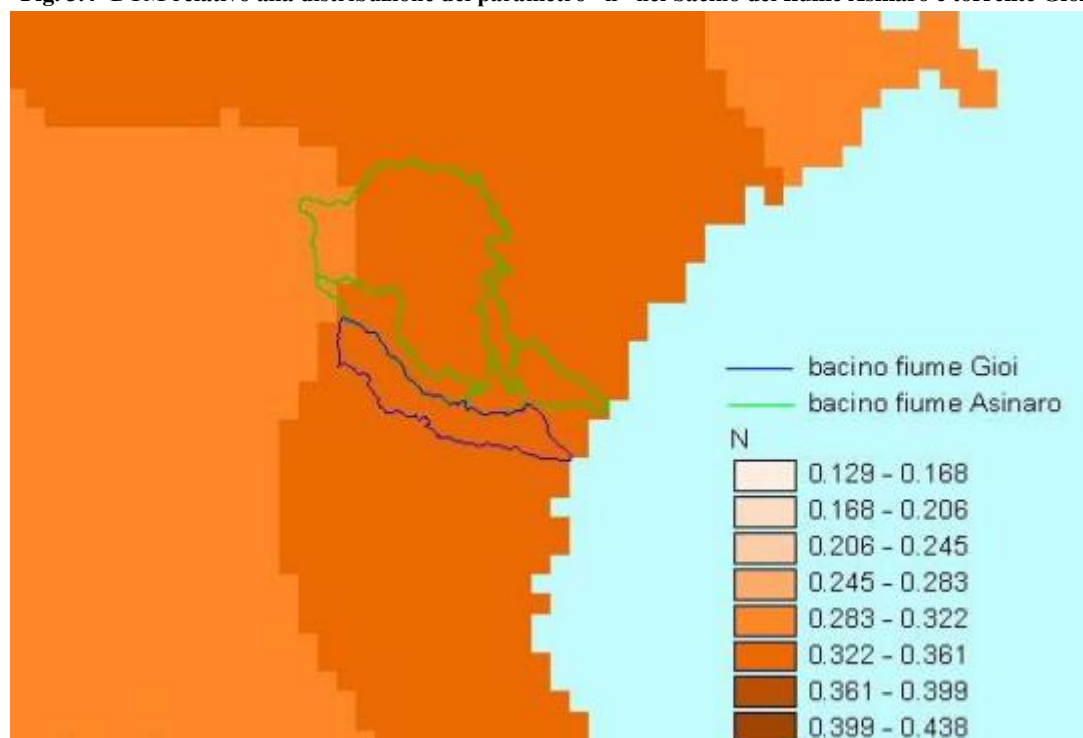 bacino fiume Gioi
bacino fiume Asinaro
N
0.129 - 0.168
0.168 - 0.206
0.206 - 0.245
0.245 - 0.283
0.283 - 0.322
0.322 - 0.361
0.361 - 0.399
0.399 - 0.438